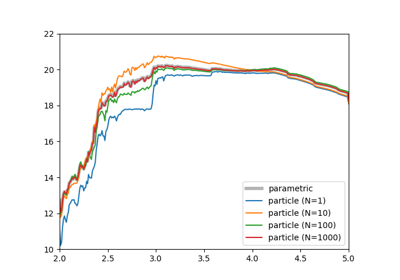 22
20
18
16
14
12
10
2.0 2.5 3.0 3.5 4.0 4.5 5.0
parametric
particle (N=1)
particle (N=10)
particle (N=100)
particle (N=1000)